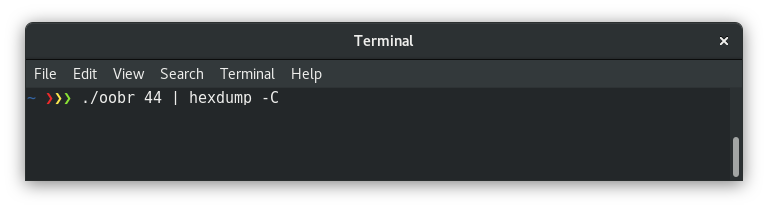 Terminal
File Edit View Search Terminal Help
~ ❯❯❯ ./oobr 44 | hexdump -C